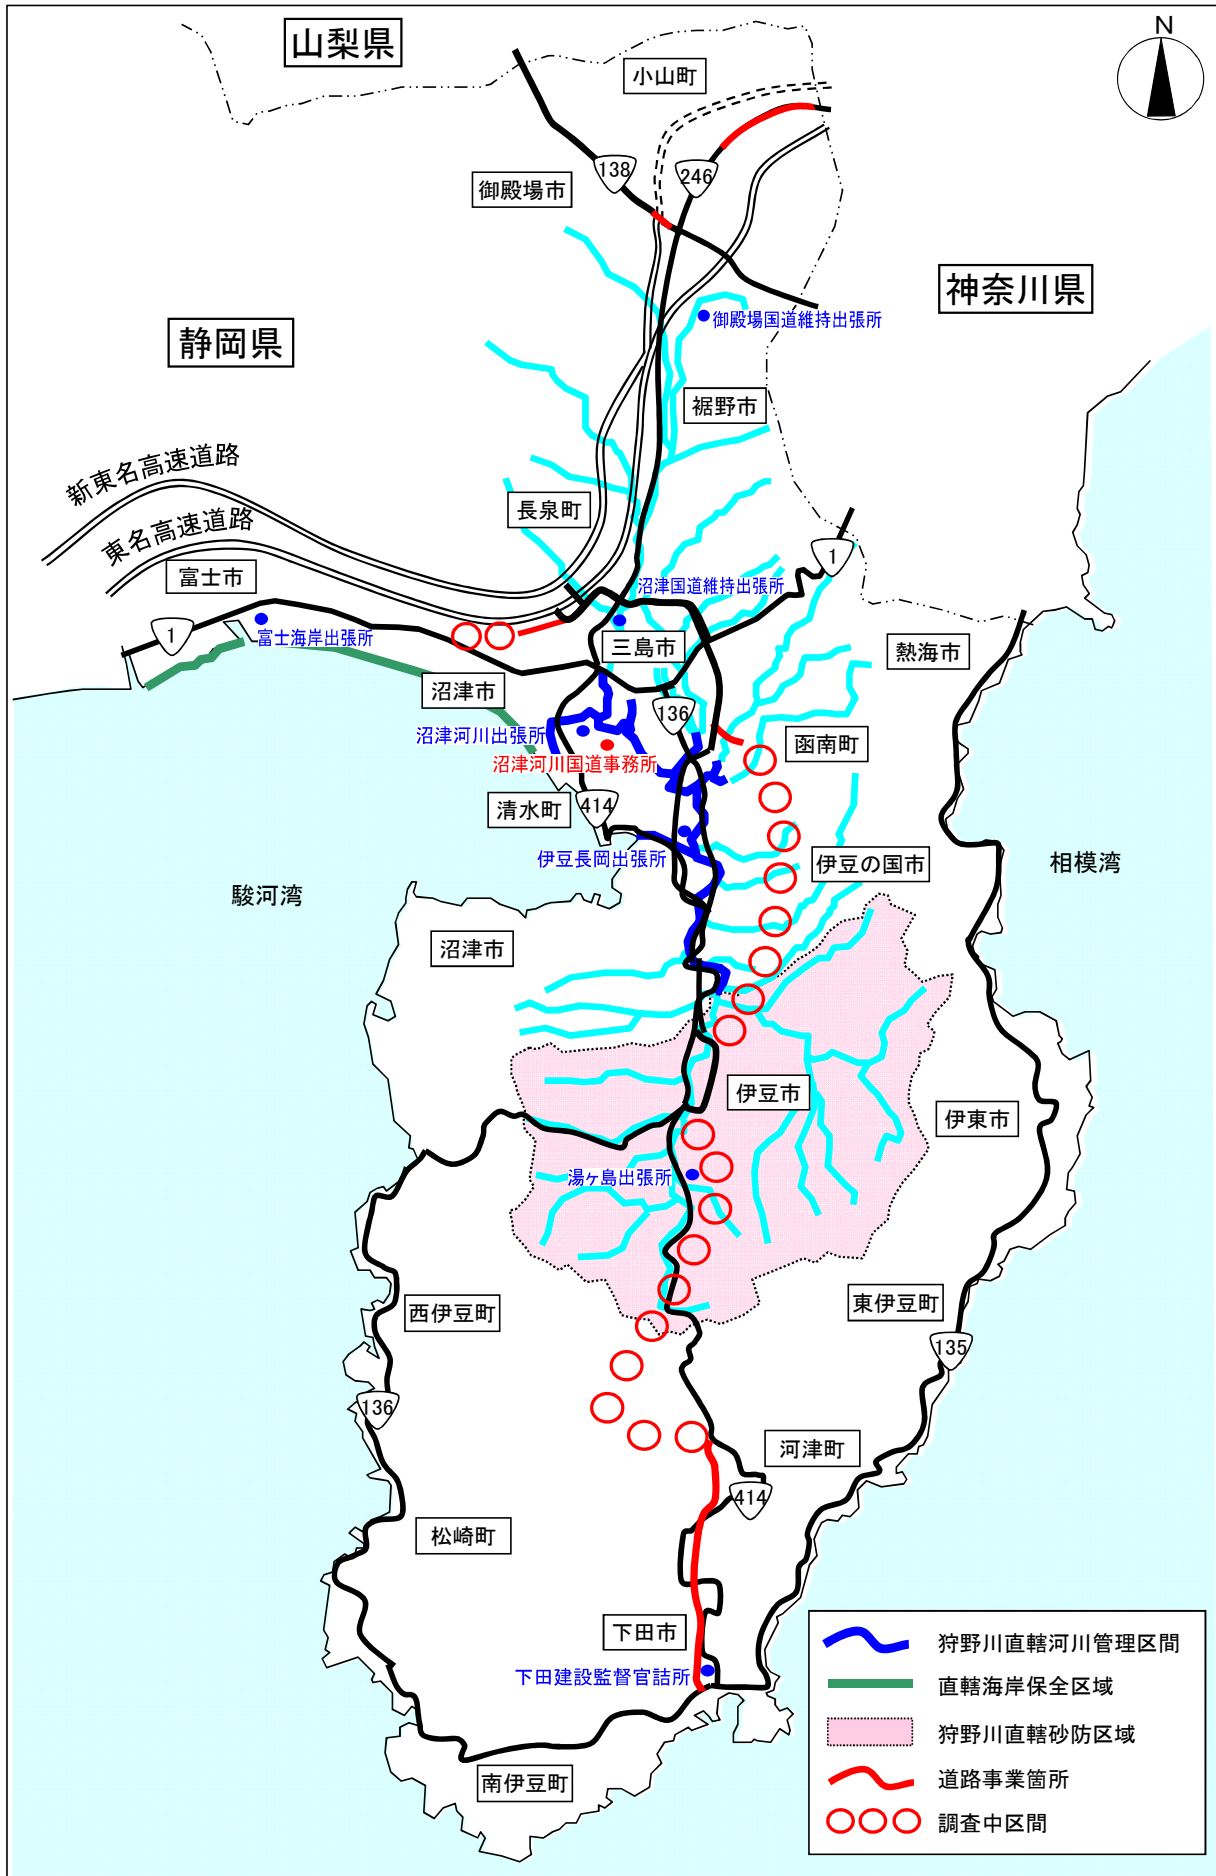 山梨県
小山町
N
138
246
御殿場市
神奈川県
御殿場国道維持出張所
静岡県
裾野市
新東名高速道路
長泉町
東名高速道路
1
富士市
沼津国道維持出張所
1
富士海岸出張所
三島市
熱海市
沼津市
136
沼津河川出張所
函南町
沼津河川国道事務所
清水町
414
伊豆長岡出張所
伊豆の国市
相模湾
駿河湾
沼津市
伊豆市
伊東市
湯ヶ島出張所
西伊豆町
東伊豆町
135
136
河津町
414
松崎町
下田市
下田建設監督官詰所
南伊豆町
狩野川直轄河川管理区間
直轄海岸保全区域
狩野川直轄砂防区域
道路事業箇所
調査中区間